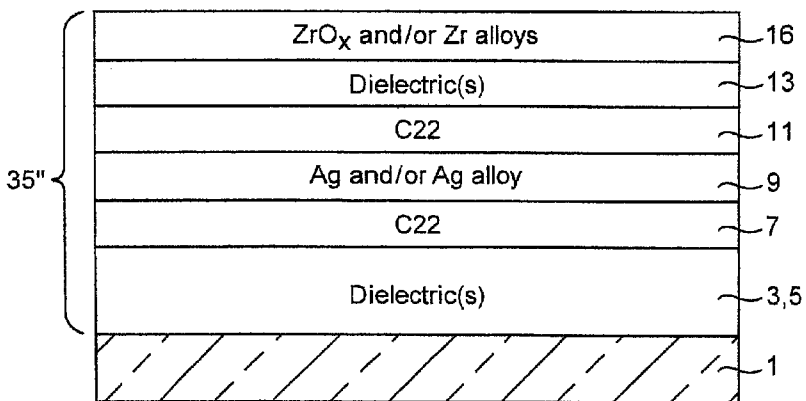 ZrOx and/or Zr alloys 16
Dielectric(s) 13
C22 11
35" Ag and/or Ag alloy 9
C22 7
Dielectric(s) 3,5
1